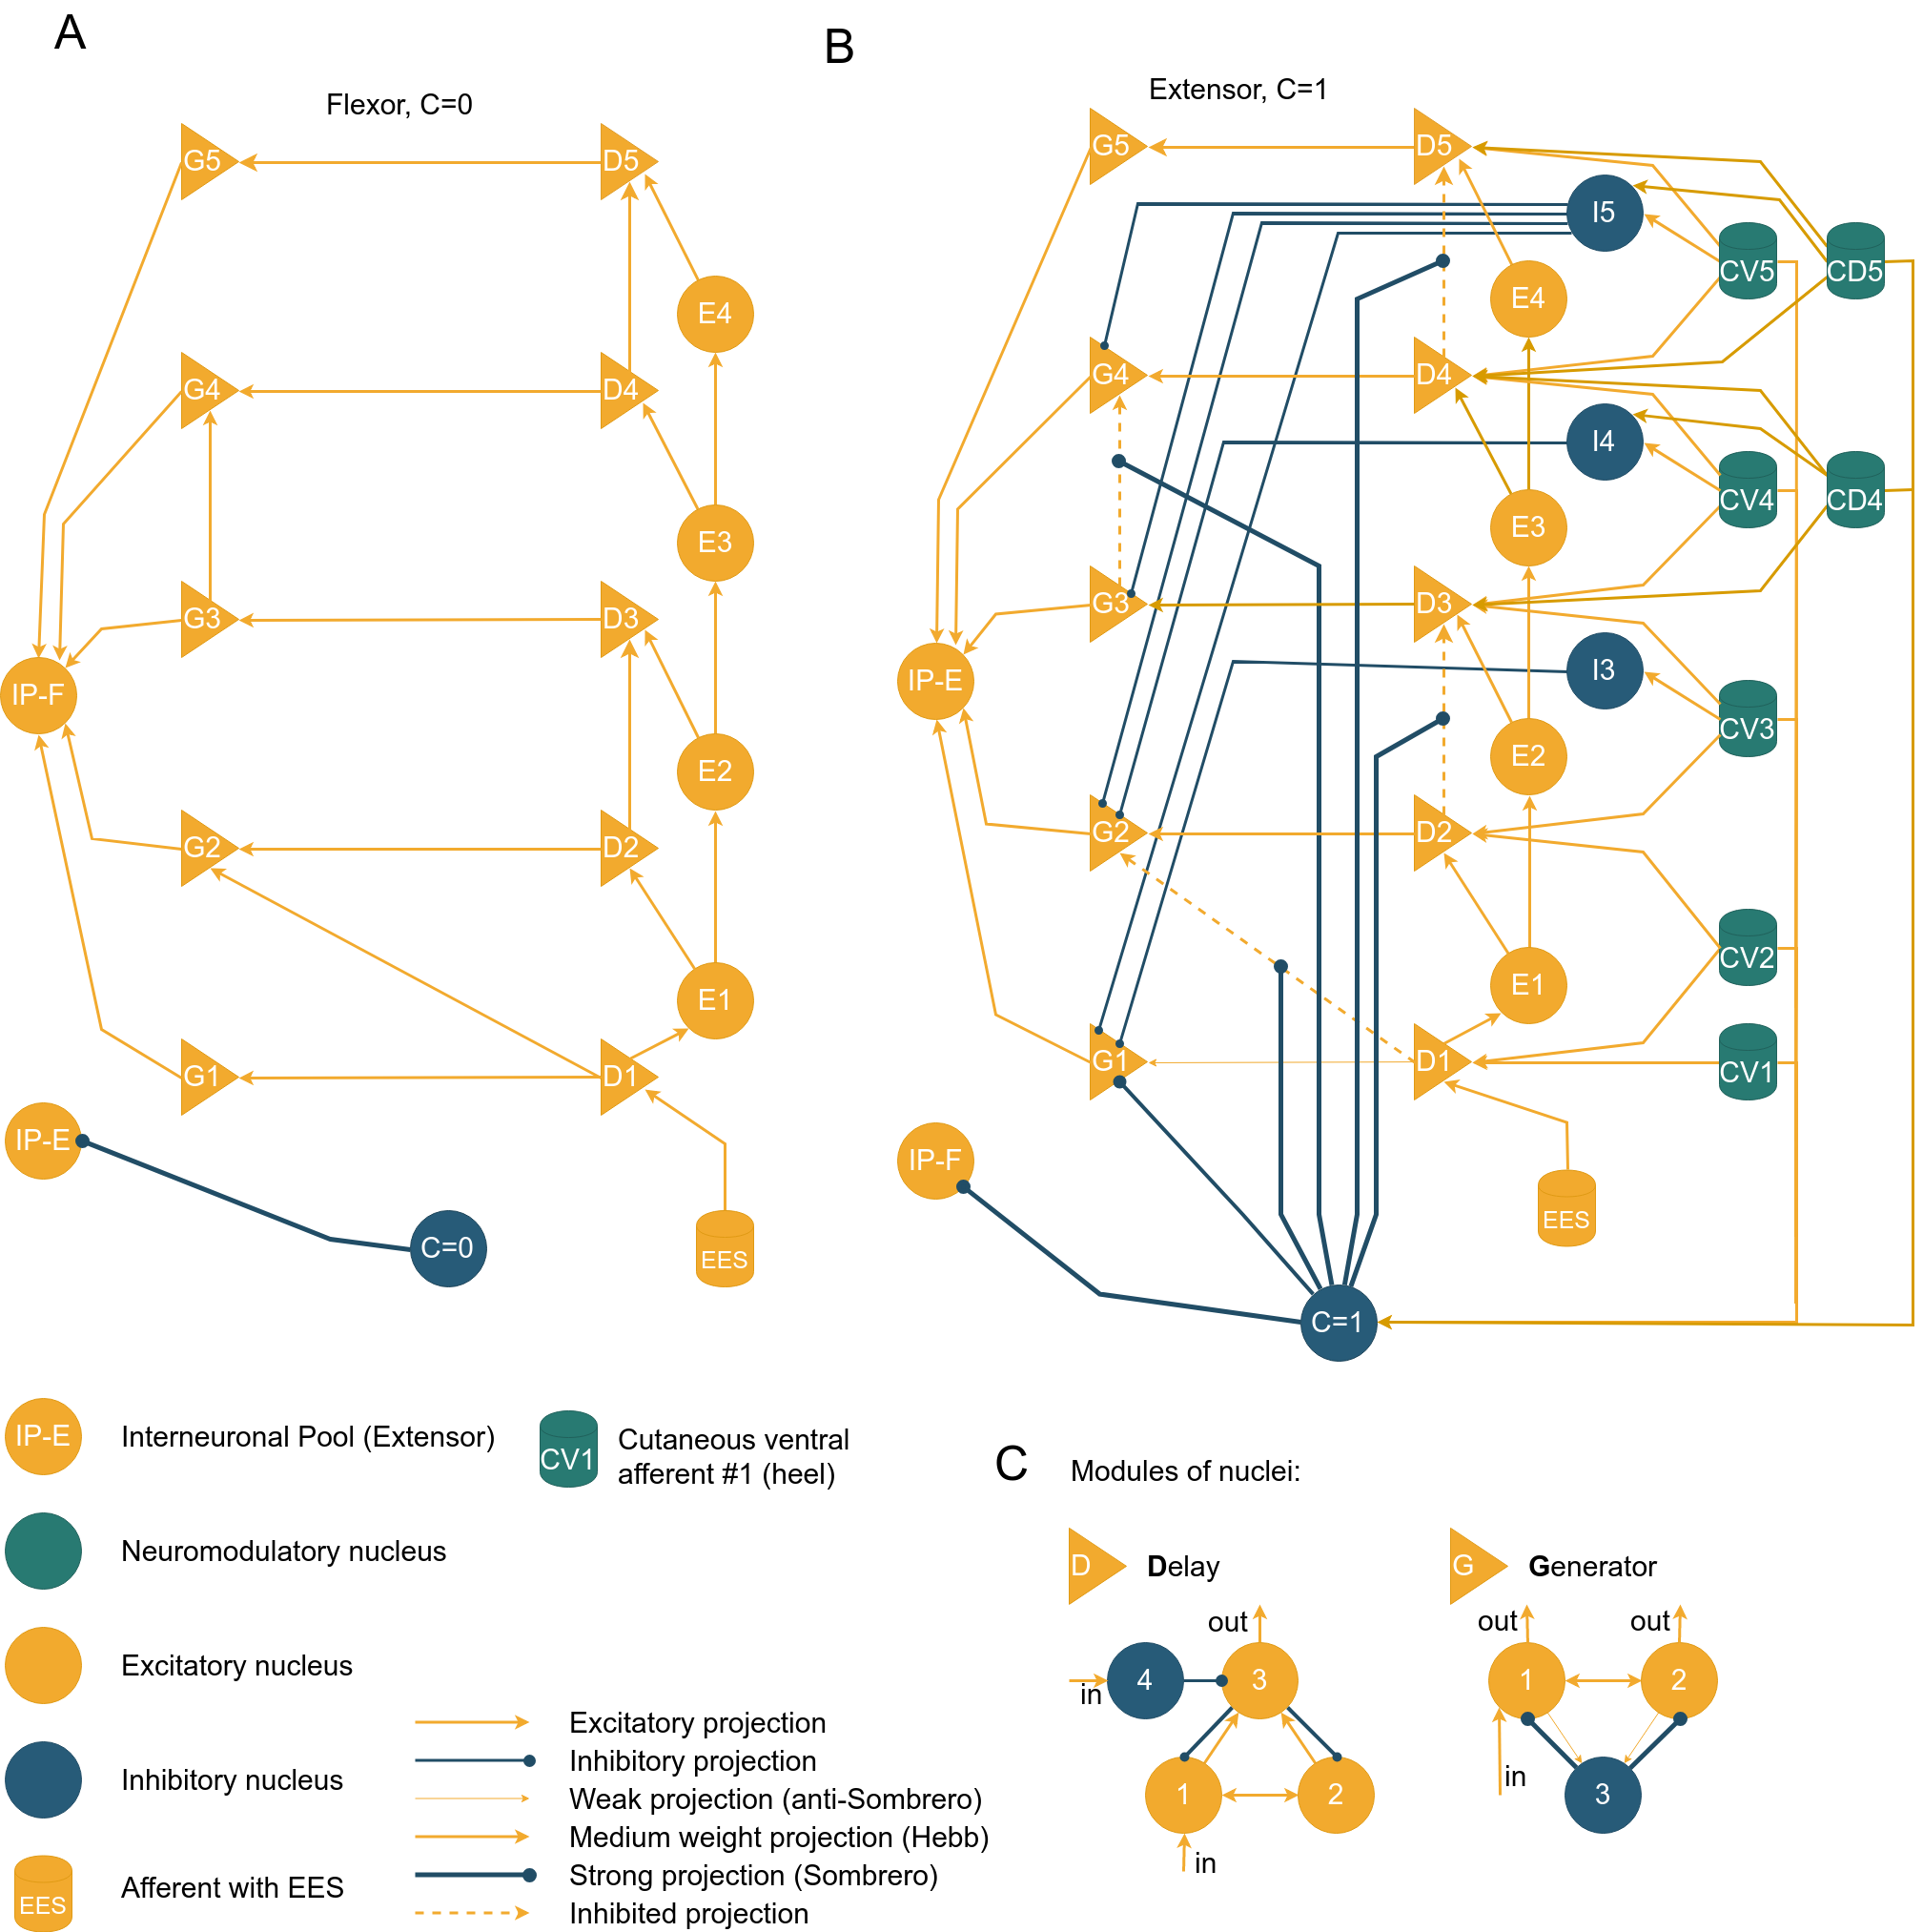 A
Flexor, C=0
G5
D5
E4
G4
D4
E3
G3
D3
IP-F
E2
G2
D2
E1
G1
D1
IP-E
C=0
EES
B
Extensor, C=1
G5
D5
I5
CV5
CD5
E4
G4
D4
I4
CV4
CD4
E3
G3
D3
I3
IP-E
CV3
E2
G2
D2
CV2
E1
G1
D1
CV1
IP-F
EES
C=1
IP-E
Interneuronal Pool (Extensor)
CV1
Cutaneous ventral
afferent #1 (heel)
Neuromodulatory nucleus
Excitatory nucleus
Inhibitory nucleus
EES
Afferent with EES
Excitatory projection
Inhibitory projection
Weak projection (anti-Sombrero)
Medium weight projection (Hebb)
Strong projection (Sombrero)
Inhibited projection
C
Modules of nuclei:
D
Delay
out
4
3
in
1
2
in
G
Generator
out
out
1
2
in
3